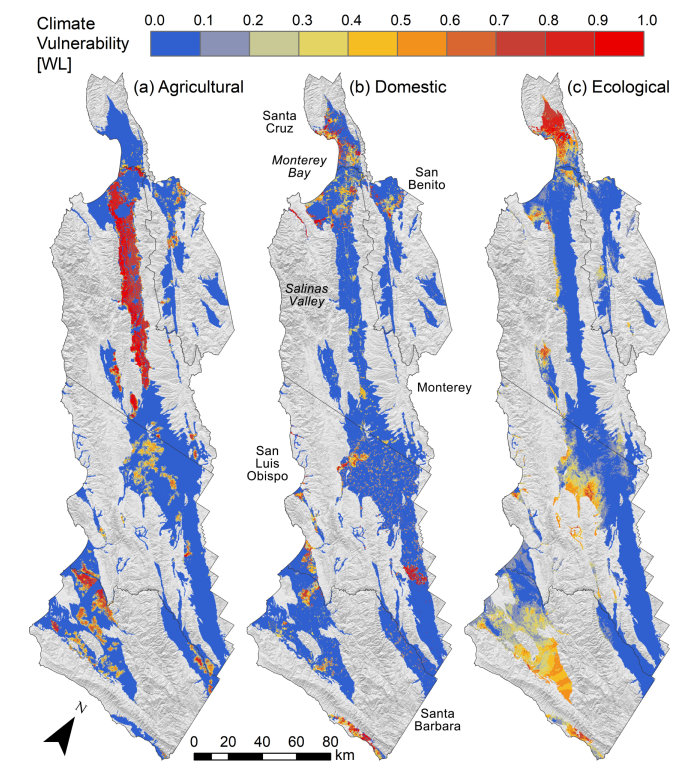 Climate
Vulnerability
[WL]
0.0 0.1 0.2 0.3 0.4 0.5 0.6 0.7 0.8 0.9 1.0
(a) Agricultural
(b) Domestic
(c) Ecological
Santa
Cruz
Monterey
Bay
San
Benito
Salinas
Valley
Monterey
San
Luis
Obispo
Santa
Barbara
N
0 20 40 60 80
km